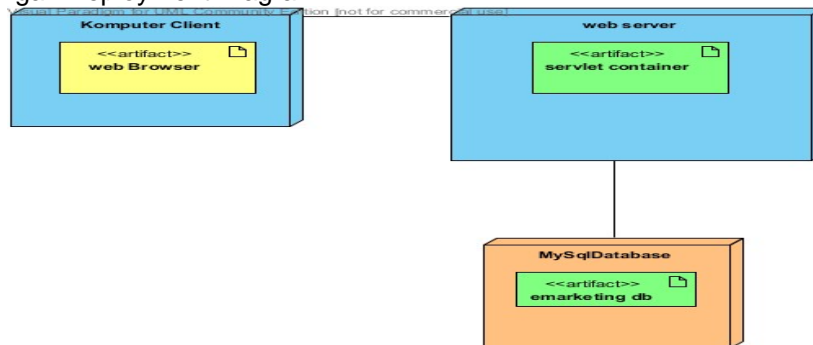 Visual Paradigm for UML Community Edition [not for commercial use]
Komputer Client
<<artifact>>
web Browser
web server
<<artifact>>
servlet container
MySqlDatabase
<<artifact>>
emarketing db